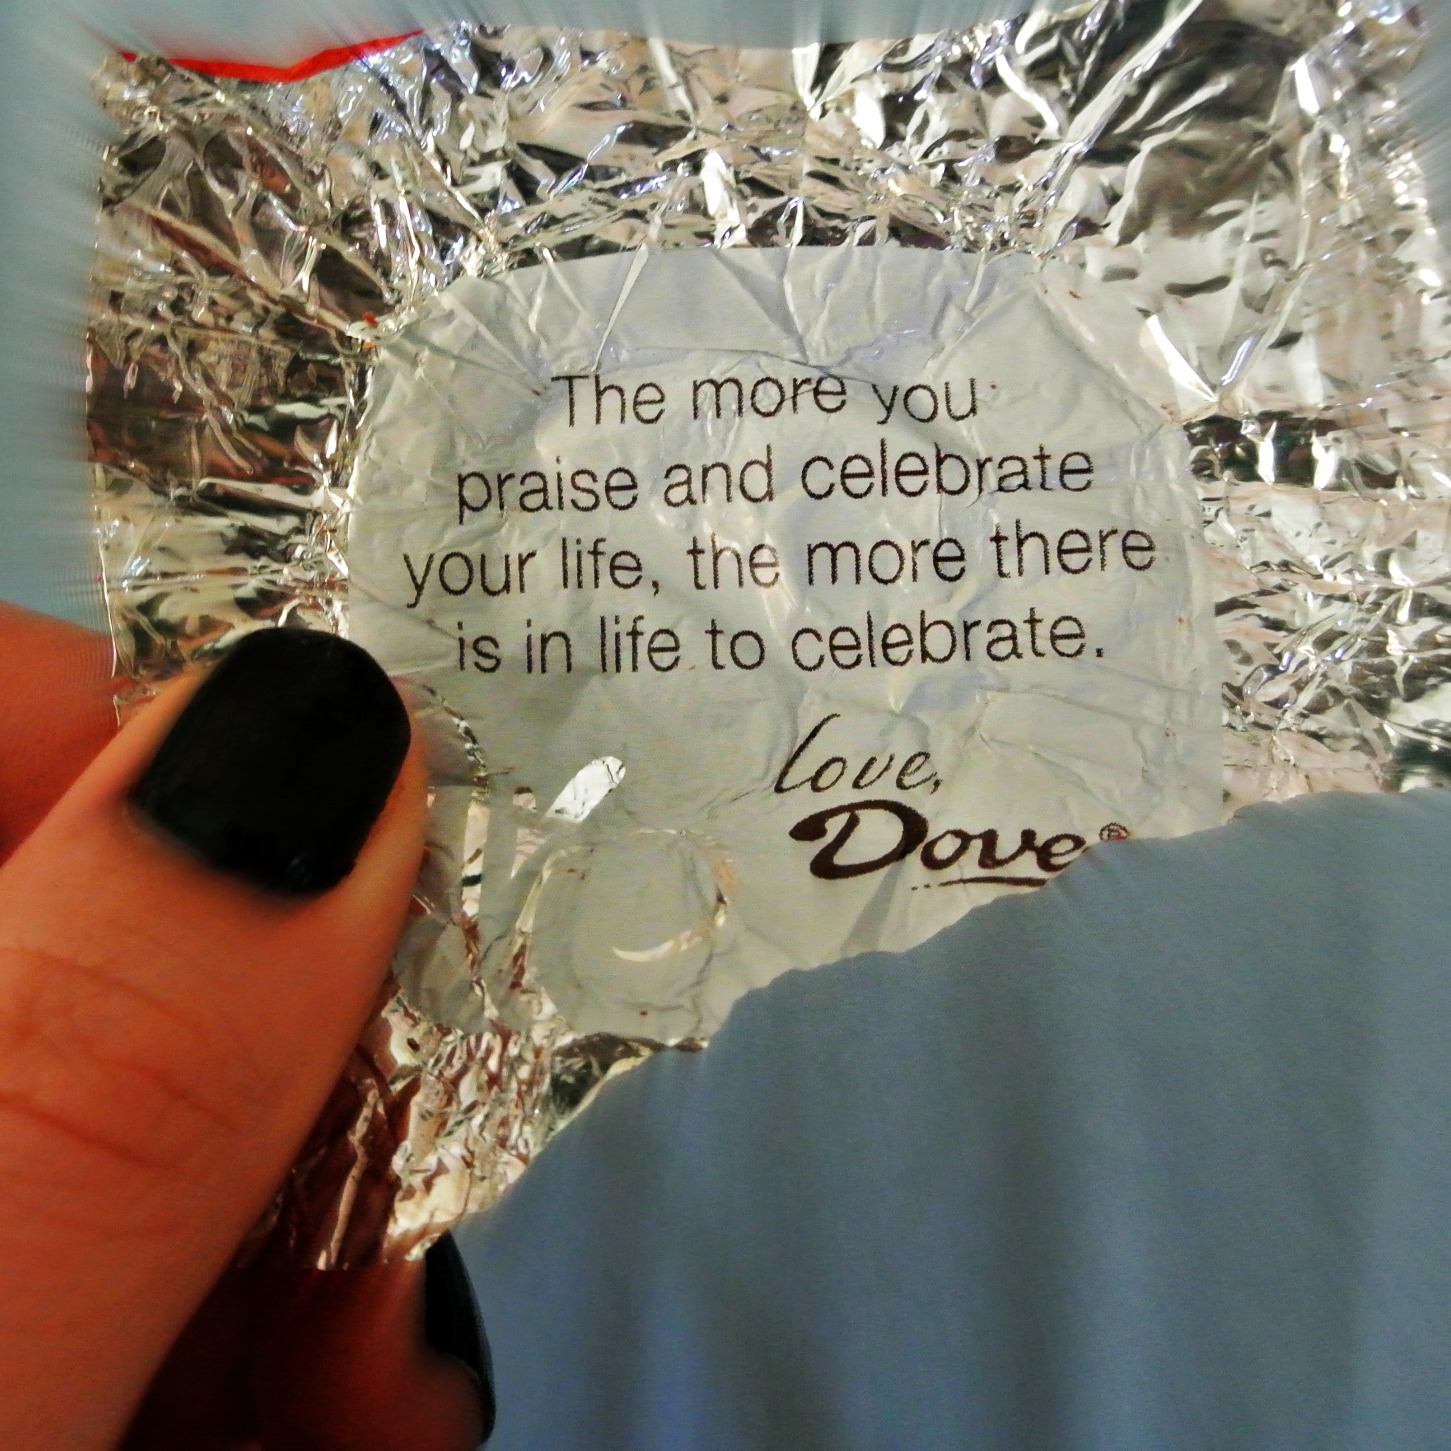 The more you
praise and celebrate
your life, the more there
is in life to celebrate.
Love,
Dove®